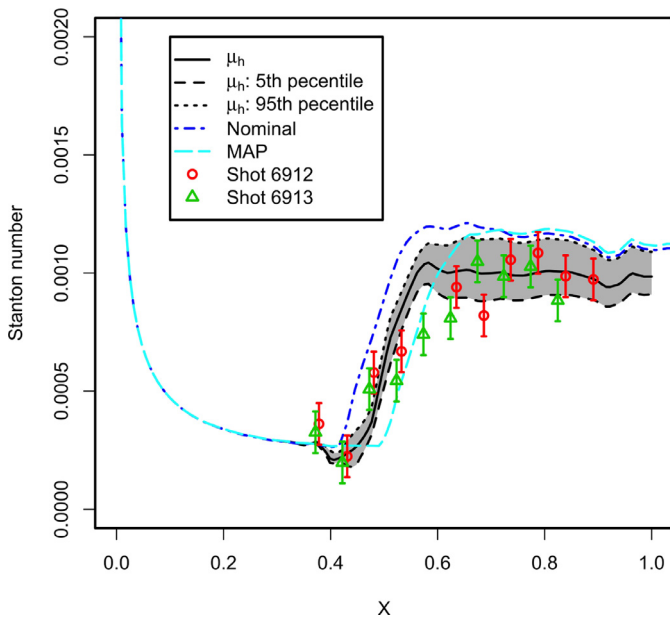 0.0020
0.0015
0.0010
0.0005
0.0000
Stanton number
μh
μh: 5th pecentile
μh: 95th pecentile
Nominal
MAP
Shot 6912
Shot 6913
0.0 0.2 0.4 0.6 0.8 1.0
X